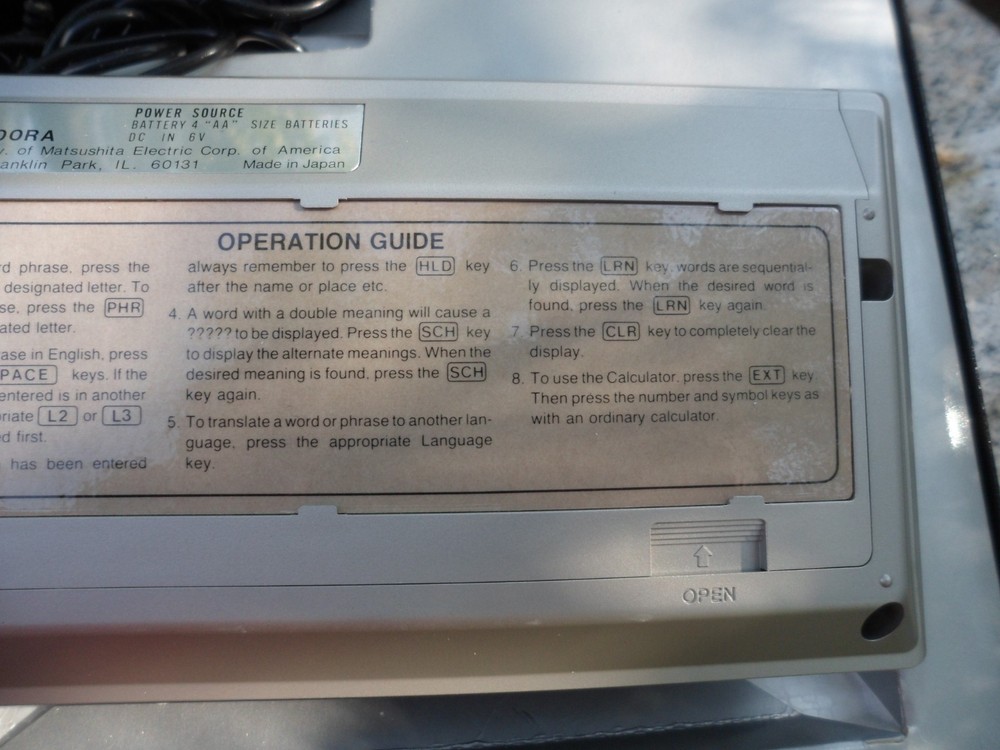 POWER SOURCE
BATTERY 4 "AA" SIZE BATTERIES
DORA DC IN 6V
v. of Matsushita Electric Corp. of America
anklin Park, IL. 60131 Made in Japan
OPERATION GUIDE
rd phrase, press the
designated letter. To
se, press the PHR
ated letter.
ase in English, press
PACE keys. If the
entered is in another
riate L2 or L3
ed first.
has been entered
always remember to press the HLD key
after the name or place etc.
4. A word with a double meaning will cause a
????? to be displayed. Press the SCH key
to display the alternate meanings. When the
desired meaning is found, press the SCH
key again.
5. To translate a word or phrase to another lan-
guage, press the appropriate Language
key.
6. Press the LRN key, words are sequential-
ly displayed. When the desired word is
found, press the LRN key again.
7. Press the CLR key to completely clear the
display.
8. To use the Calculator, press the EXT key.
Then press the number and symbol keys as
with an ordinary calculator.
OPEN